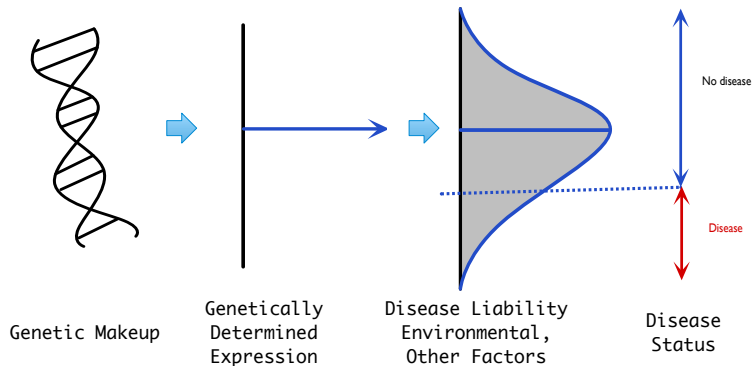 No disease
Disease
Genetic Makeup
Genetically
Determined
Expression
Disease Liability
Environmental,
Other Factors
Disease
Status